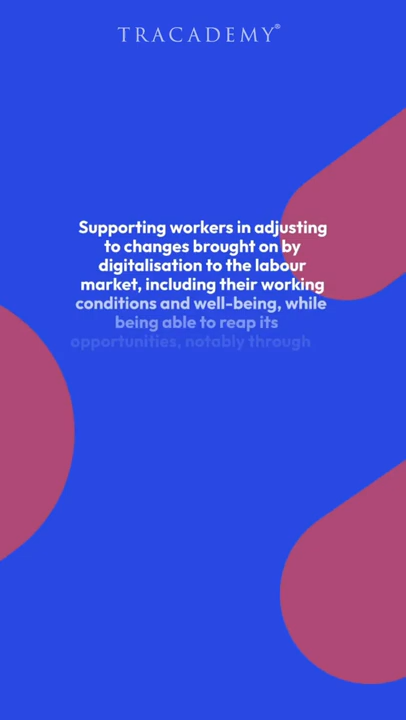 TRACADEMY®
Supporting workers in adjusting
to changes brought on by
digitalisation to the labour
market, including their working
conditions and well-being, while
being able to reap its
opportunities, notably through